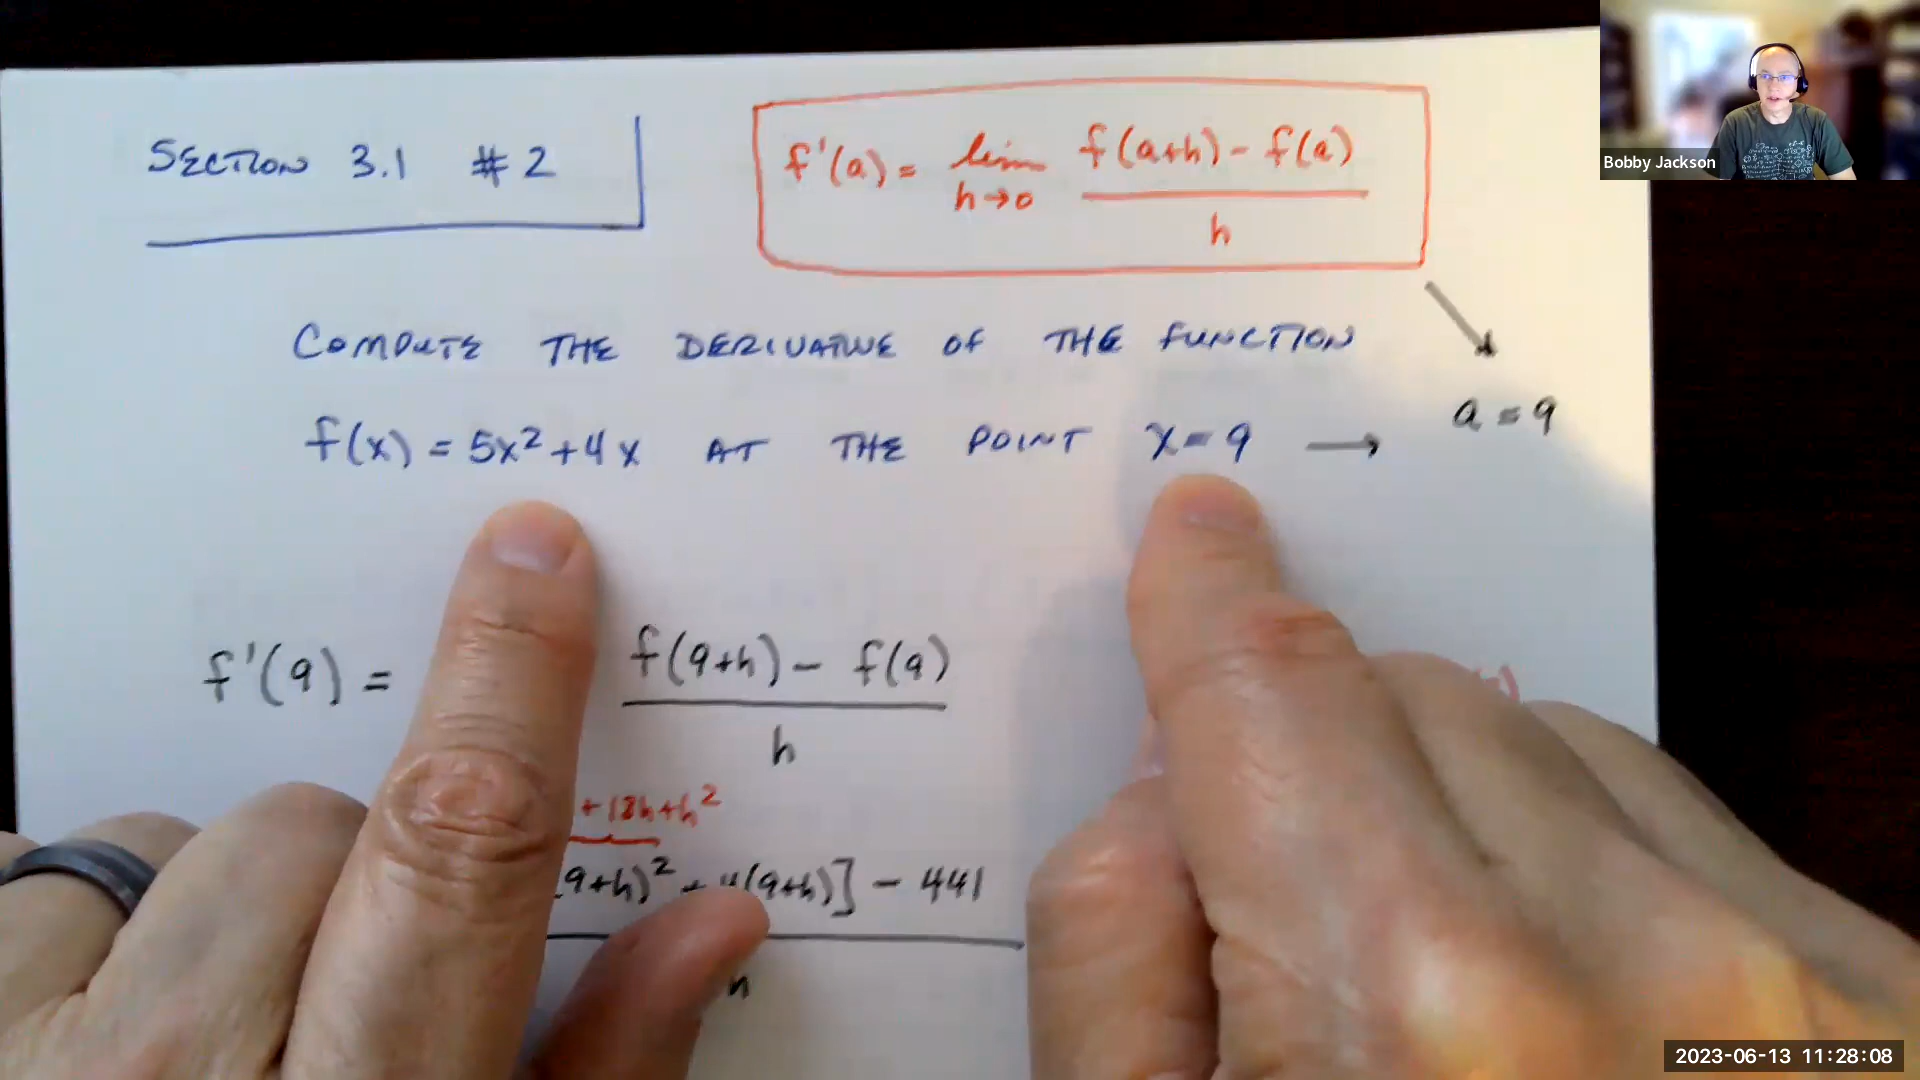 SECTION 3.1 #2
f'(a) = lim h→0 f(a+h) - f(a) / h
Bobby Jackson
COMPUTE THE DERIVATIVE OF THE FUNCTION
f(x) = 5x²+4x AT THE POINT x=9 → a=9
f'(9) = f(9+h) - f(9)
h
+18h+h²
9+h)² + 4(9+h)] - 441
h
2023-06-13 11:28:08